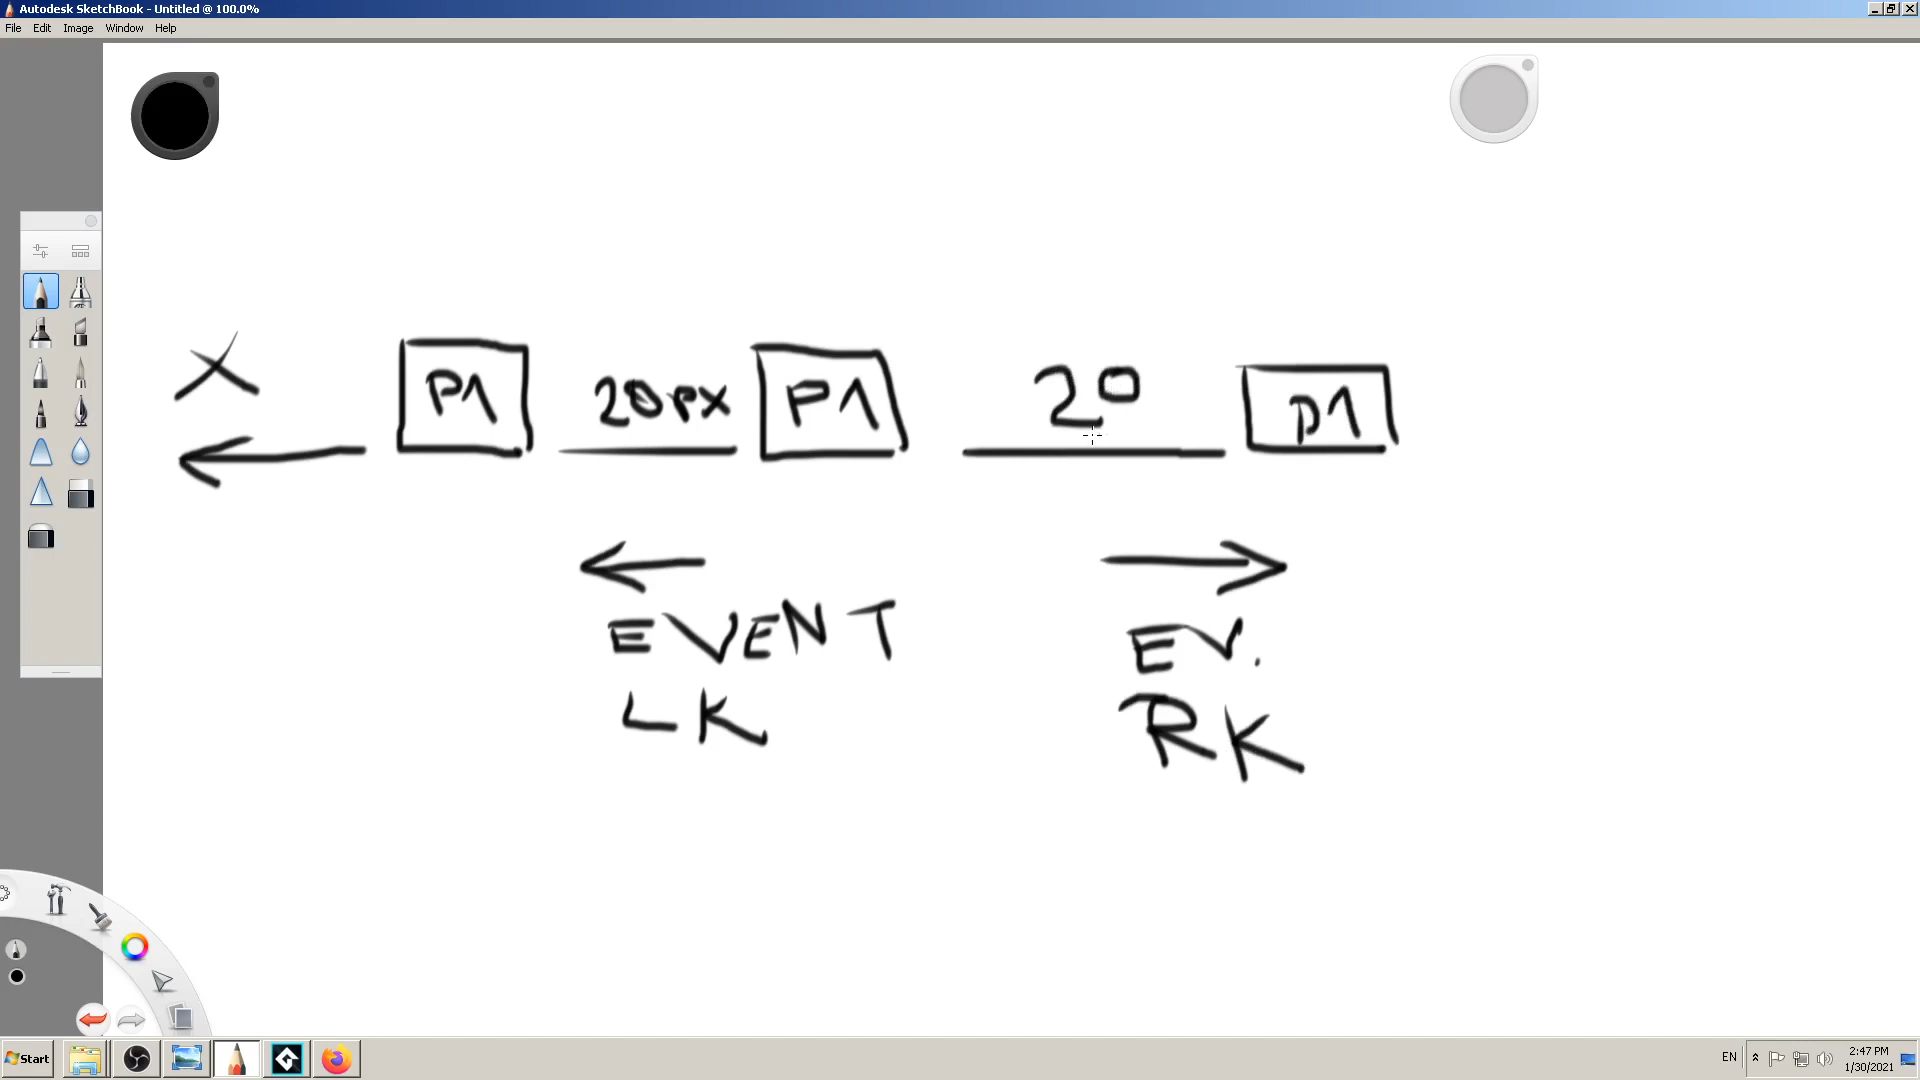 Autodesk SketchBook - Untitled @ 100.0%
File Edit Image Window Help
X P1 20px P1 20 P1
EVENT EV.
LK RK
Start EN 2:47 PM
1/30/2021